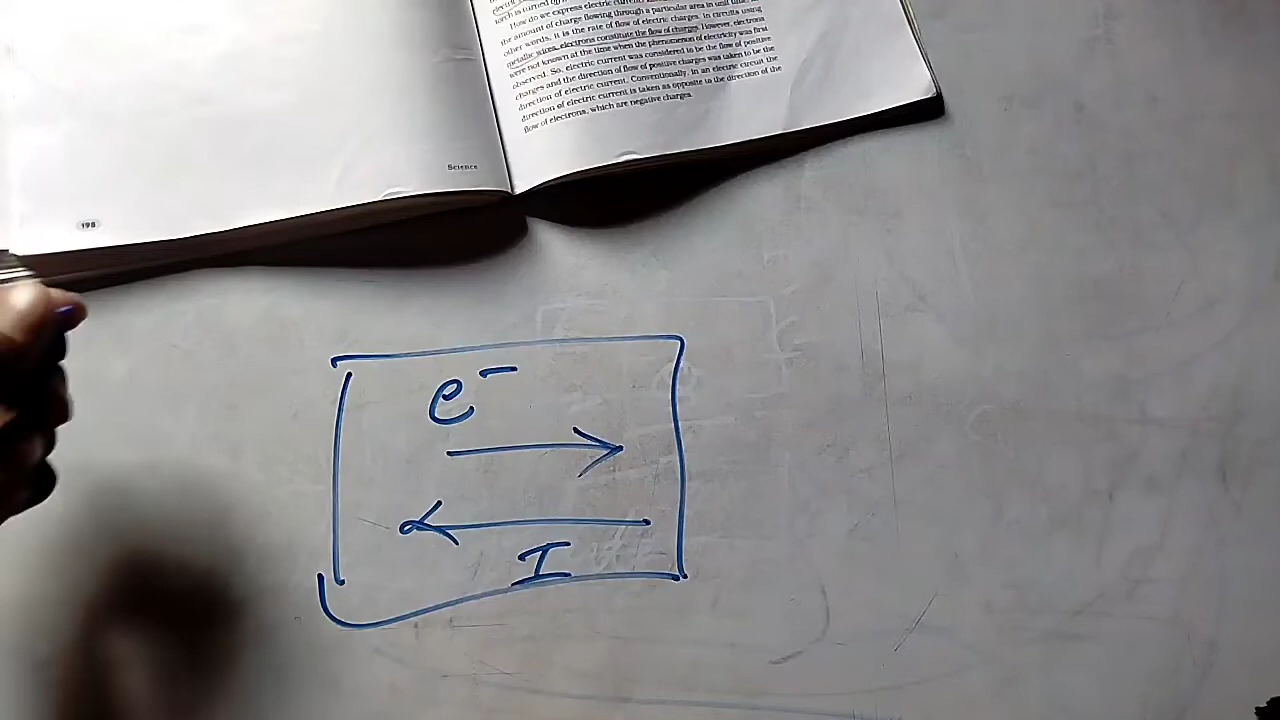 torch is turned
How do we express electric current
the amount of charge flowing through a particular area in unit time. In
other words, it is the rate of flow of electric charges. In circuits using
metallic wires, electrons constitute the flow of charges. However, electrons
were not known at the time when the phenomenon of electricity was first
observed. So, electric current was considered to be the flow of positive
charges and the direction of flow of positive charges was taken to be the
direction of electric current. Conventionally, in an electric circuit the
direction of electric current is taken as opposite to the direction of the
flow of electrons, which are negative charges.
Science
198
e⁻
I